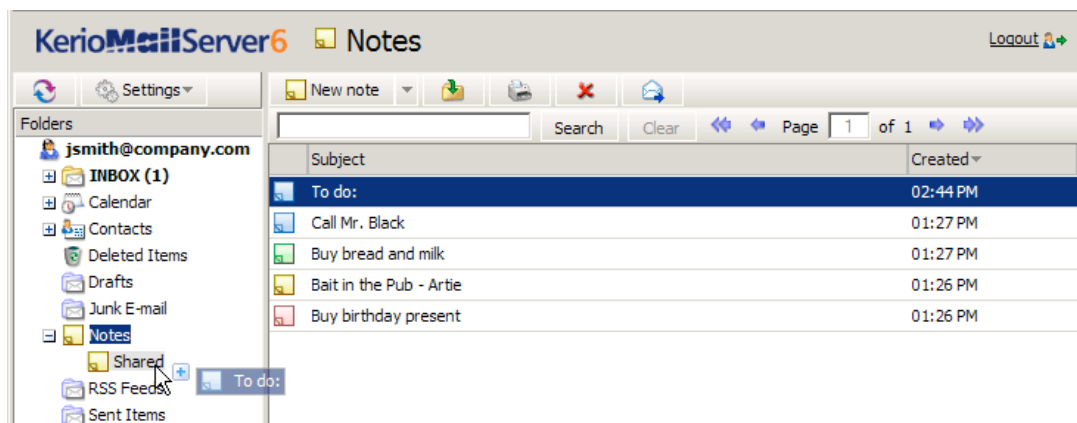 KerioMailServer6 Notes Logout
Settings New note
Folders Search Clear Page 1 of 1
jsmith@company.com Subject Created
INBOX (1)
Calendar To do: 02:44 PM
Contacts Call Mr. Black 01:27 PM
Deleted Items Buy bread and milk 01:27 PM
Drafts Bait in the Pub - Artie 01:26 PM
Junk E-mail Buy birthday present 01:26 PM
Notes
Shared
RSS Feeds To do:
Sent Items